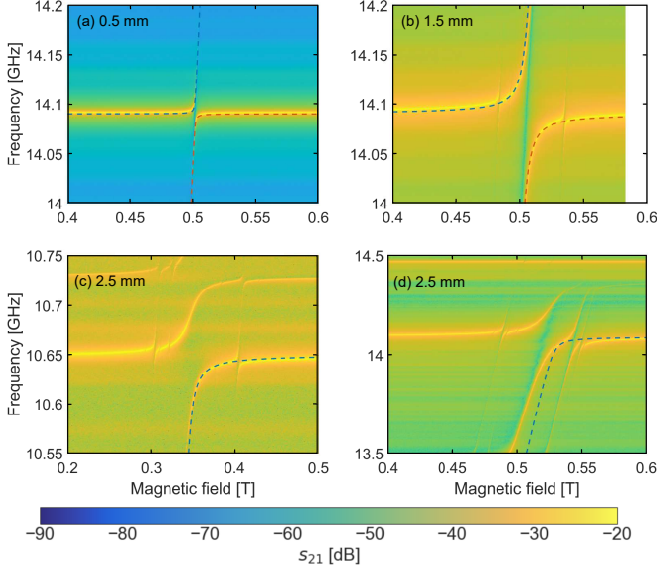 (a) 0.5 mm
(b) 1.5 mm
14.2
14.15
14.1
14.05
14
Frequency [GHz]
0.4 0.45 0.5 0.55 0.6
14.2
14.15
14.1
14.05
14
0.4 0.45 0.5 0.55 0.6
(c) 2.5 mm
(d) 2.5 mm
10.75
10.7
10.65
10.6
10.55
Frequency [GHz]
0.2 0.3 0.4 0.5
Magnetic field [T]
14.5
14
13.5
0.4 0.45 0.5 0.55 0.6
Magnetic field [T]
−90 −80 −70 −60 −50 −40 −30 −20
s21 [dB]